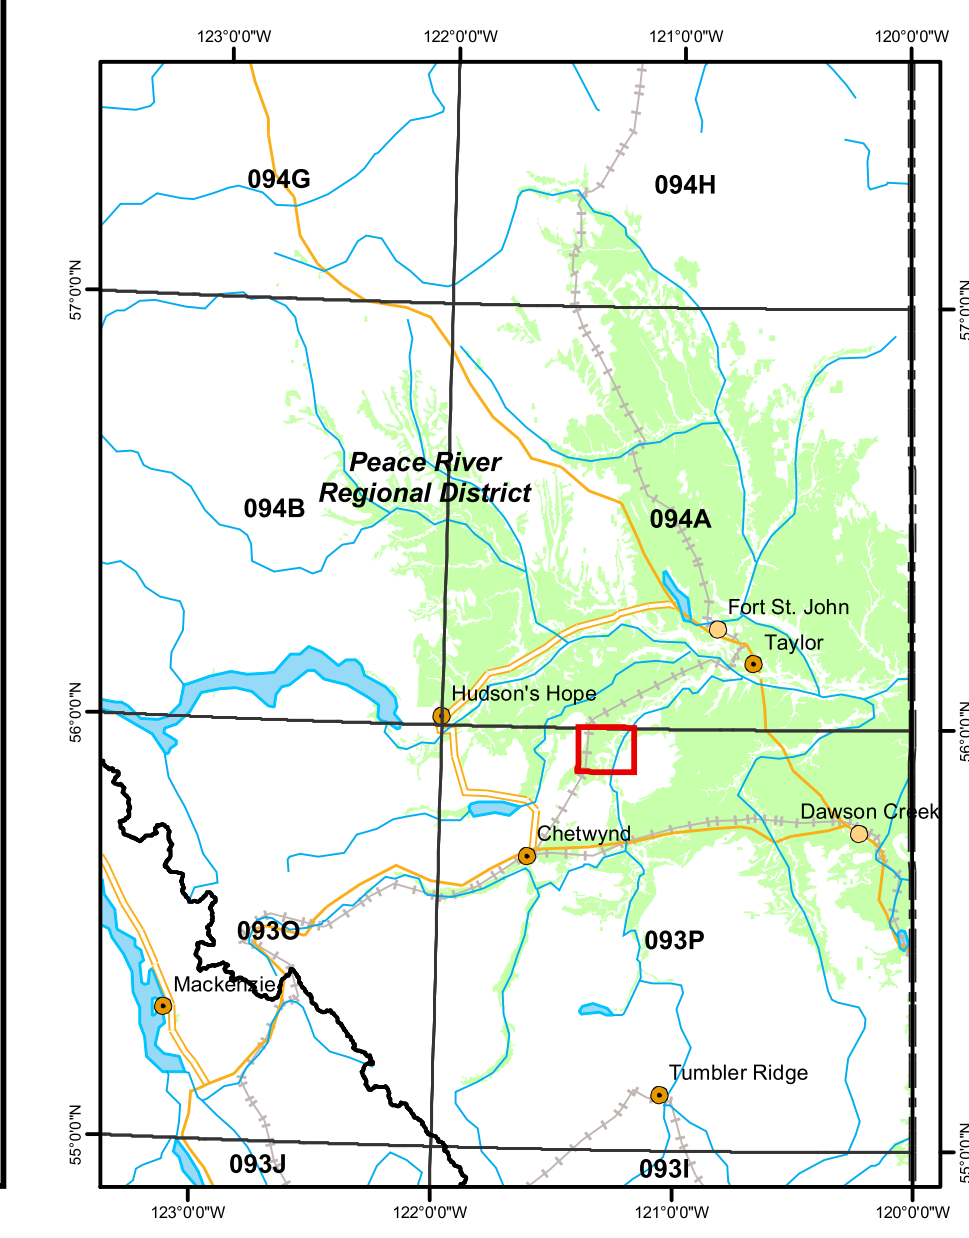 123°0'0"W
122°0'0"W
121°0'0"W
120°0'0"W
094G
094H
57°0'0"N
57°0'0"N
Peace River
Regional District
094B
094A
Fort St. John
Taylor
Hudson's Hope
56°0'0"N
56°0'0"N
Dawson Creek
Chetwynd
093O
093P
Mackenzie
Tumbler Ridge
55°0'0"N
55°0'0"N
093J
093I
123°0'0"W
122°0'0"W
121°0'0"W
120°0'0"W